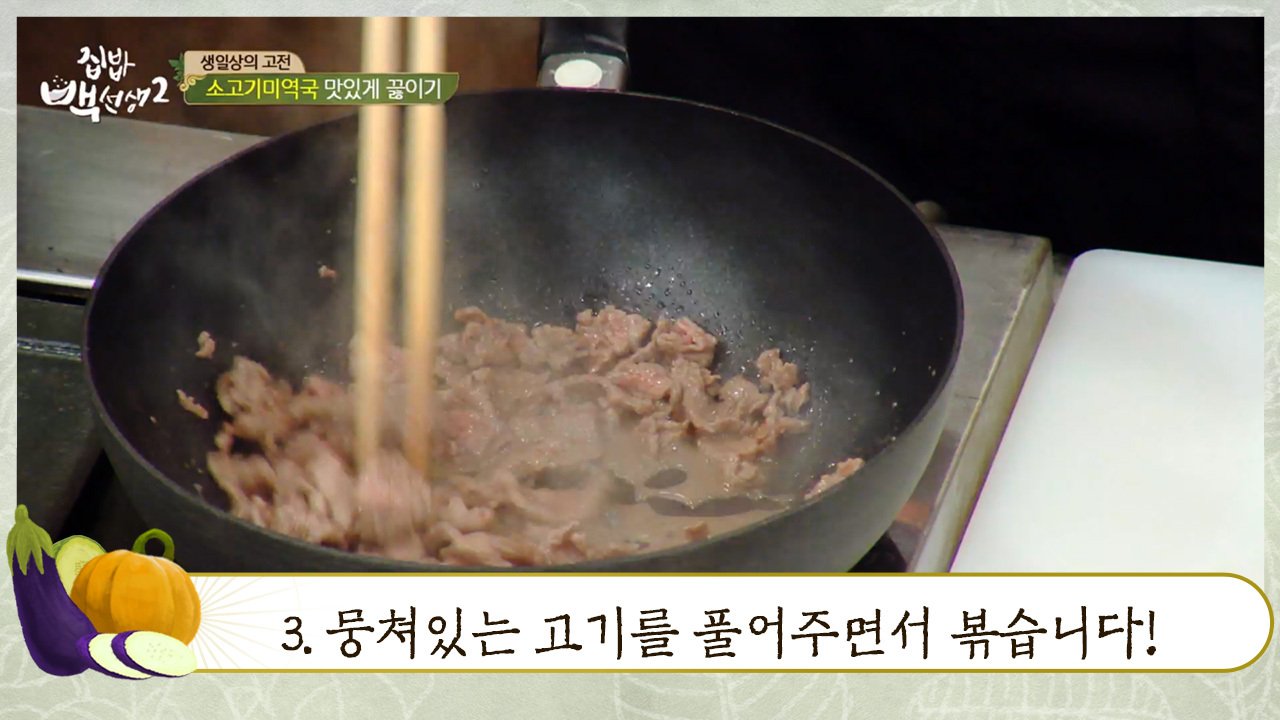 집밥
백선생2
생일상의 고전
소고기미역국 맛있게 끓이기
3. 뭉쳐있는 고기를 풀어주면서 볶습니다!